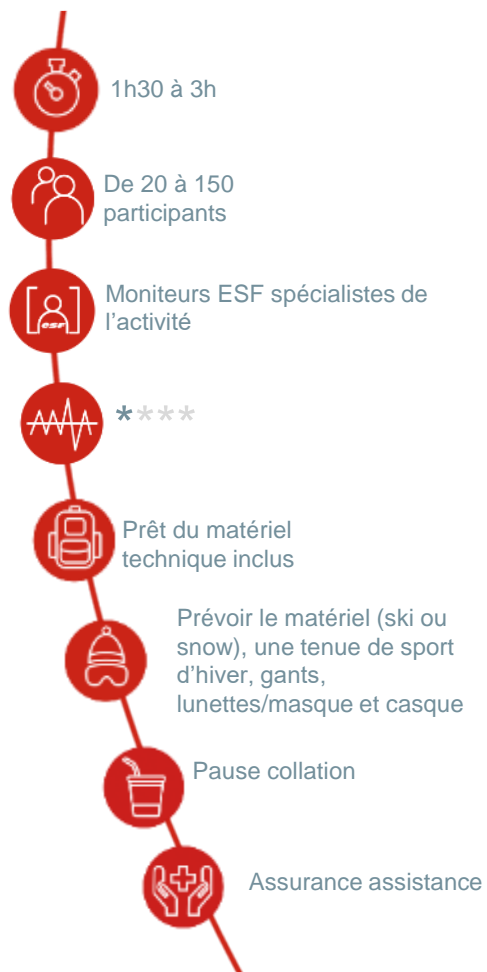 1h30 à 3h
De 20 à 150
participants
Moniteurs ESF spécialistes de
l’activité
esf
****
Prêt du matériel
technique inclus
Prévoir le matériel (ski ou
snow), une tenue de sport
d’hiver, gants,
lunettes/masque et casque
Pause collation
Assurance assistance